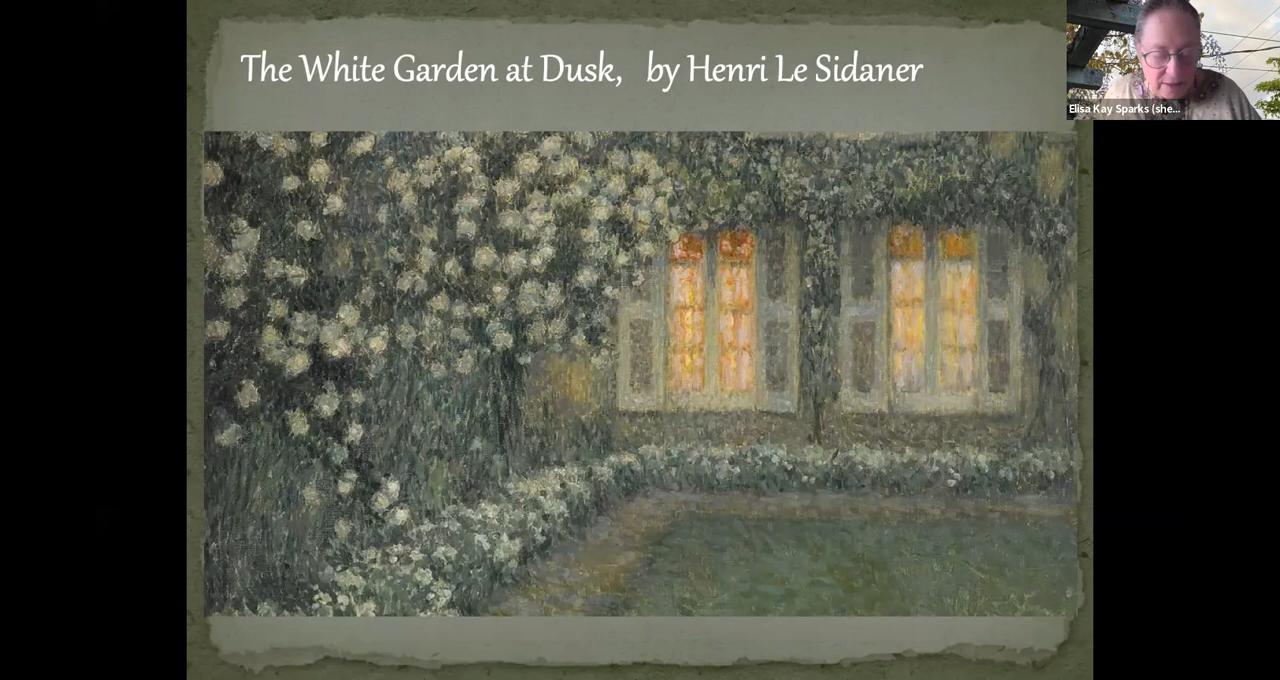 The White Garden at Dusk, by Henri Le Sidaner
Elisa Kay Sparks (she...